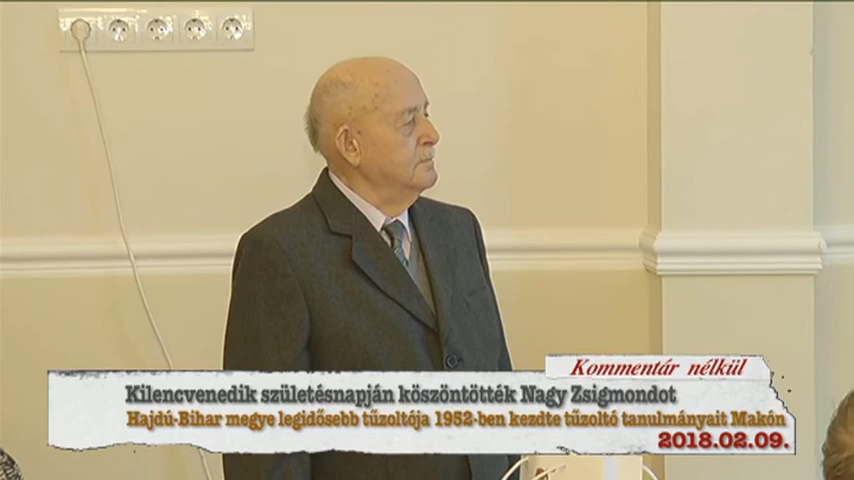 Kommentár nélkül
Kilencvenedik születésnapján köszöntötték Nagy Zsigmondot
Hajdú-Bihar megye legidősebb tűzoltója 1952-ben kezdte tűzoltó tanulmányait Makón
2018.02.09.